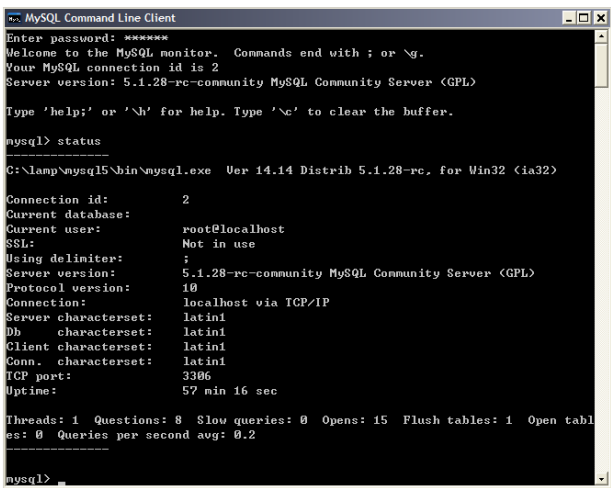 MySQL Command Line Client
Enter password: ******
Welcome to the MySQL monitor.  Commands end with ; or \g.
Your MySQL connection id is 2
Server version: 5.1.28-rc-community MySQL Community Server (GPL)
Type 'help;' or '\h' for help. Type '\c' to clear the buffer.
mysql> status
--------------
C:\lamp\mysql5\bin\mysql.exe  Ver 14.14 Distrib 5.1.28-rc, for Win32 (ia32)
Connection id:          2
Current database:
Current user:           root@localhost
SSL:                    Not in use
Using delimiter:        ;
Server version:         5.1.28-rc-community MySQL Community Server (GPL)
Protocol version:       10
Connection:             localhost via TCP/IP
Server characterset:    latin1
Db     characterset:    latin1
Client characterset:    latin1
Conn.  characterset:    latin1
TCP port:               3306
Uptime:                 57 min 16 sec
Threads: 1  Questions: 8  Slow queries: 0  Opens: 15  Flush tables: 1  Open tabl
es: 0  Queries per second avg: 0.2
--------------
mysql> _